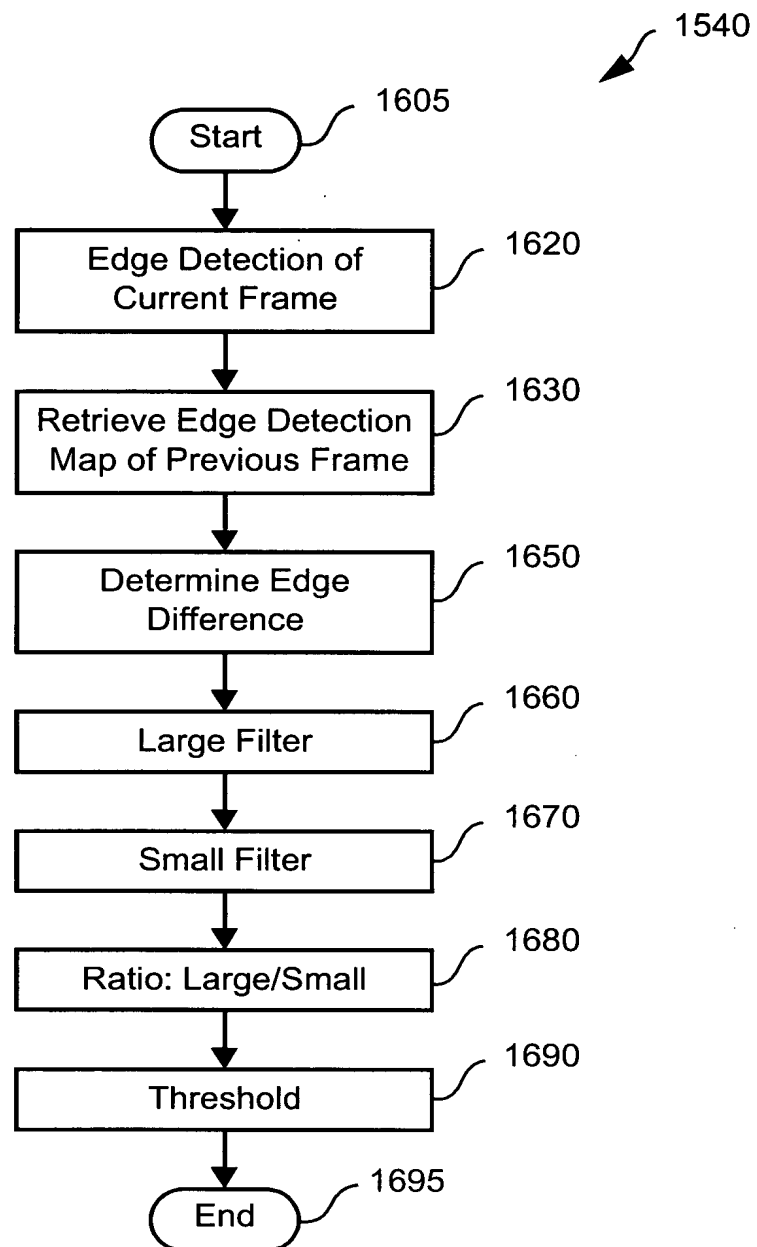 1540
Start
1605
Edge Detection of
Current Frame
1620
Retrieve Edge Detection
Map of Previous Frame
1630
Determine Edge
Difference
1650
Large Filter
1660
Small Filter
1670
Ratio: Large/Small
1680
Threshold
1690
End
1695